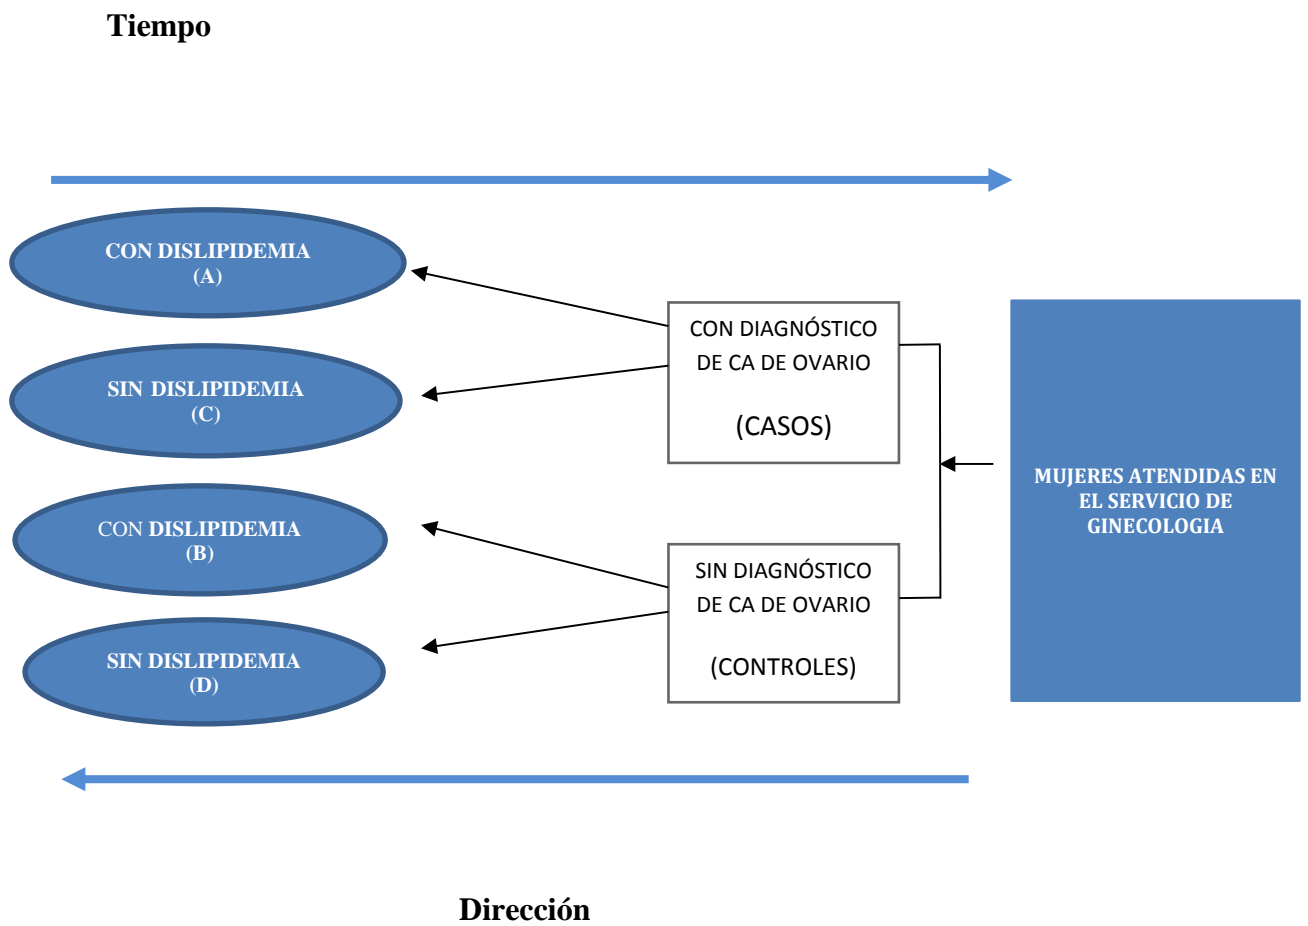 Tiempo
CON DISLIPIDEMIA
(A)
SIN DISLIPIDEMIA
(C)
CON DISLIPIDEMIA
(B)
SIN DISLIPIDEMIA
(D)
CON DIAGNÓSTICO
DE CA DE OVARIO
(CASOS)
SIN DIAGNÓSTICO
DE CA DE OVARIO
(CONTROLES)
MUJERES ATENDIDAS EN
EL SERVICIO DE
GINECOLOGIA
Dirección